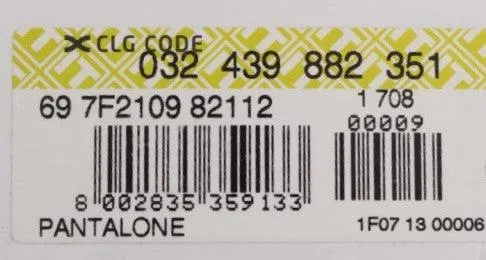 CLG CODE
032 439 882 351
69 7F2109 82112
1 708
00009
8 002835 359133
PANTALONE
1F07 13 00006